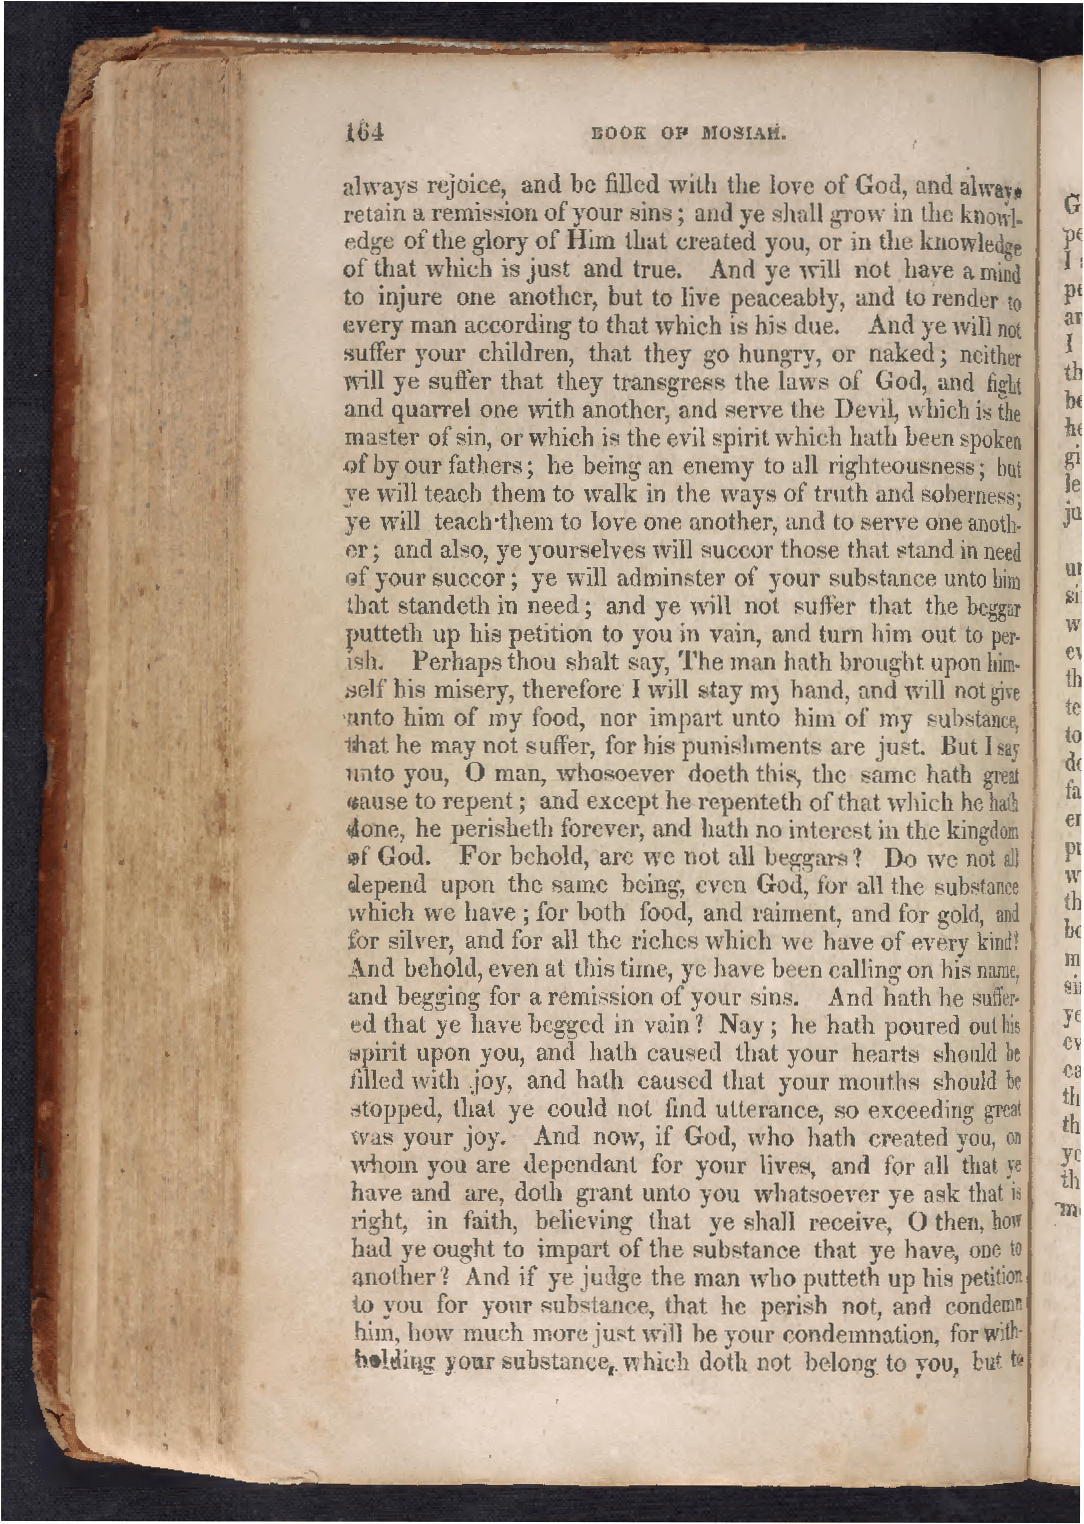 164 BOOK OF MOSIAH.
always rejoice, and be filled with the love of God, and always
retain a remission of your sins; and ye shall grow in the knowl-
edge of the glory of Him that created you, or in the knowledge
of that which is just and true. And ye will not have a mind
to injure one another, but to live peaceably, and to render to
every man according to that which is his due. And ye will not
suffer your children, that they go hungry, or naked; neither
will ye suffer that they transgress the laws of God, and fight
and quarrel one with another, and serve the Devil, which is the
master of sin, or which is the evil spirit which hath been spoken
of by our fathers; he being an enemy to all righteousness; but
ye will teach them to walk in the ways of truth and soberness;
ye will teach them to love one another, and to serve one anoth-
er; and also, ye yourselves will succor those that stand in need
of your succor; ye will adminster of your substance unto him
that standeth in need; and ye will not suffer that the beggar
putteth up his petition to you in vain, and turn him out to per-
ish. Perhaps thou shalt say, The man hath brought upon him-
self his misery, therefore I will stay my hand, and will not give
unto him of my food, nor impart unto him of my substance,
that he may not suffer, for his punishments are just. But I say
unto you, O man, whosoever doeth this, the same hath great
cause to repent; and except he repenteth of that which he hath
done, he perisheth forever, and hath no interest in the kingdom
of God. For behold, are we not all beggars? Do we not all
depend upon the same being, even God, for all the substance
which we have; for both food, and raiment, and for gold, and
for silver, and for all the riches which we have of every kind?
And behold, even at this time, ye have been calling on his name,
and begging for a remission of your sins. And hath he suffer-
ed that ye have begged in vain? Nay; he hath poured out his
spirit upon you, and hath caused that your hearts should be
filled with joy, and hath caused that your mouths should be
stopped, that ye could not find utterance, so exceeding great
was your joy. And now, if God, who hath created you, on
whom you are dependant for your lives, and for all that ye
have and are, doth grant unto you whatsoever ye ask that is
right, in faith, believing that ye shall receive, O then, how
had ye ought to impart of the substance that ye have, one to
another? And if ye judge the man who putteth up his petition
to you for your substance, that he perish not, and condemn
him, how much more just will be your condemnation, for with-
holding your substance, which doth not belong to you, but to